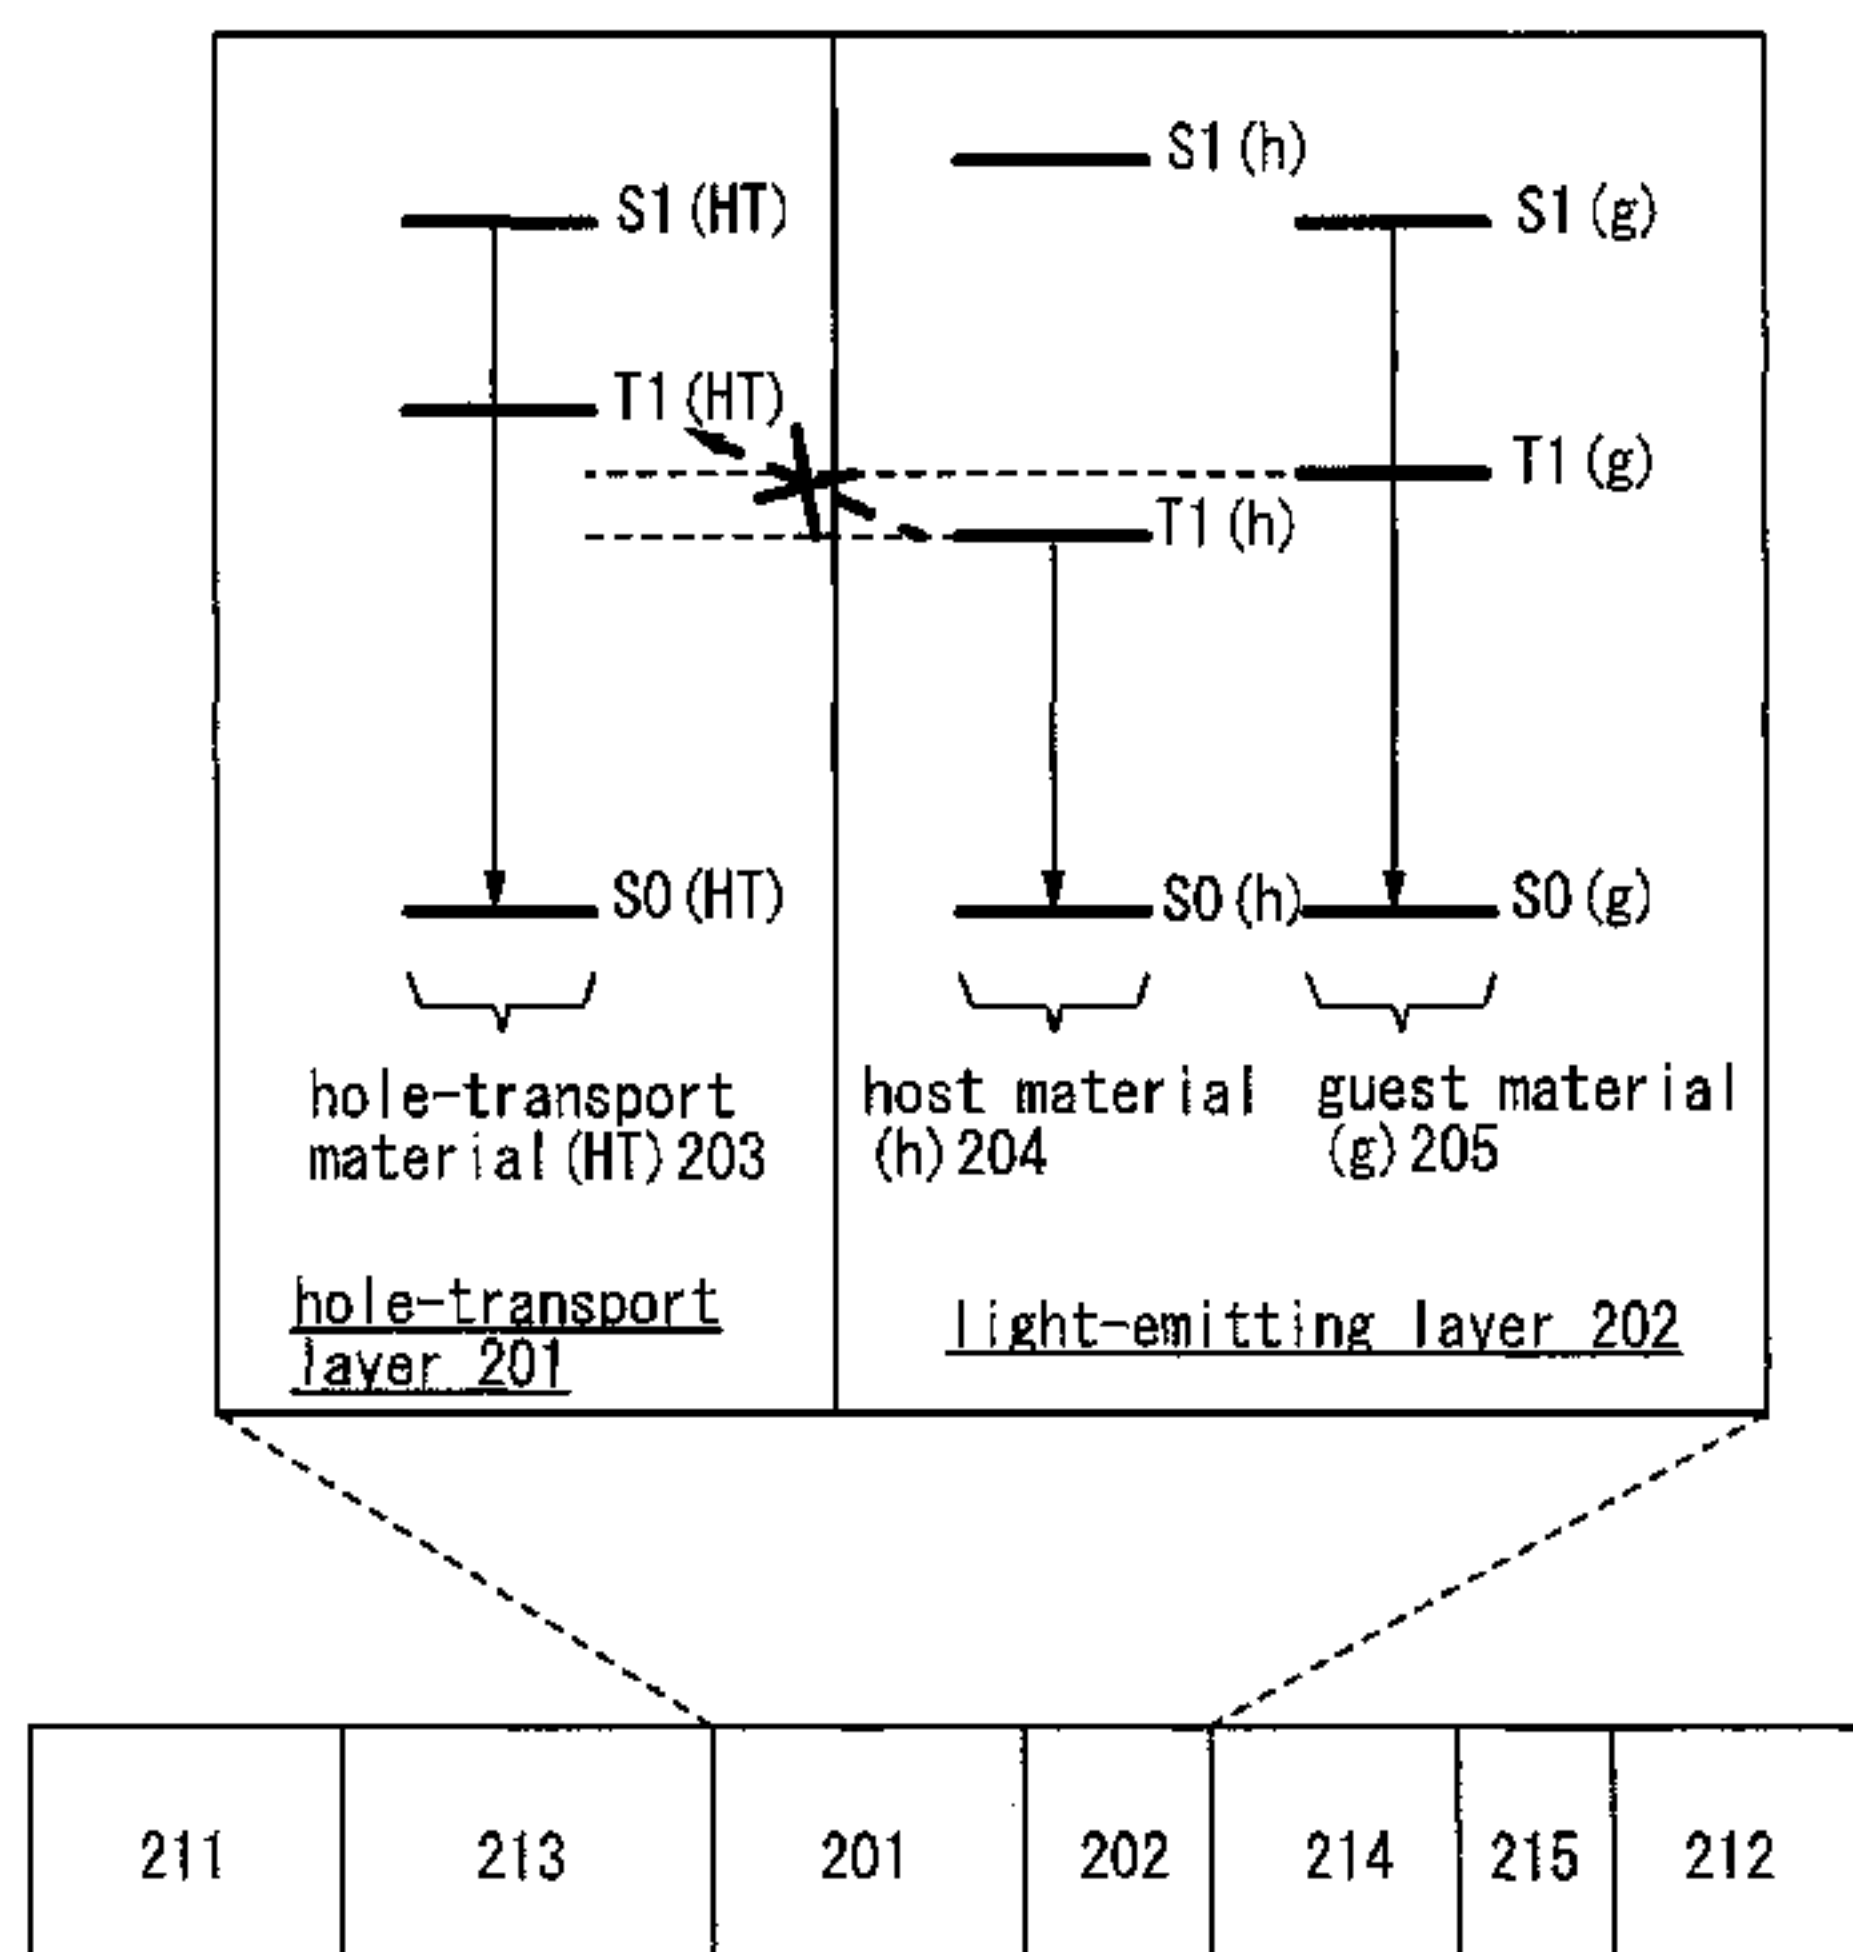 S1(h)
S1(HT)
S1(g)
T1(HT)
T1(g)
T1(h)
S0(HT)
S0(h)
S0(g)
hole-transport
material(HT)203
host material
(h)204
guest material
(g)205
hole-transport
layer 201
light-emitting layer 202
211
213
201
202
214
215
212